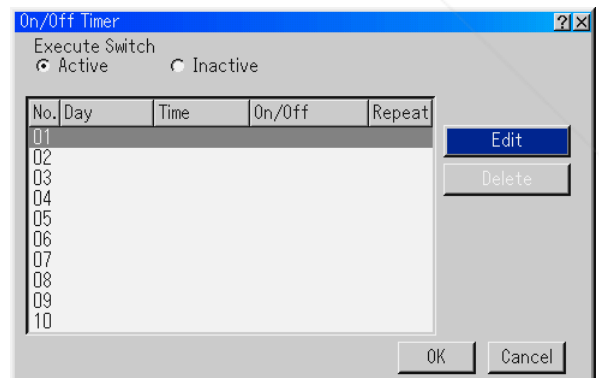 On/Off Timer
Execute Switch
Active Inactive
No. Day Time On/Off Repeat
01
02
03
04
05
06
07
08
09
10
Edit
Delete
OK Cancel